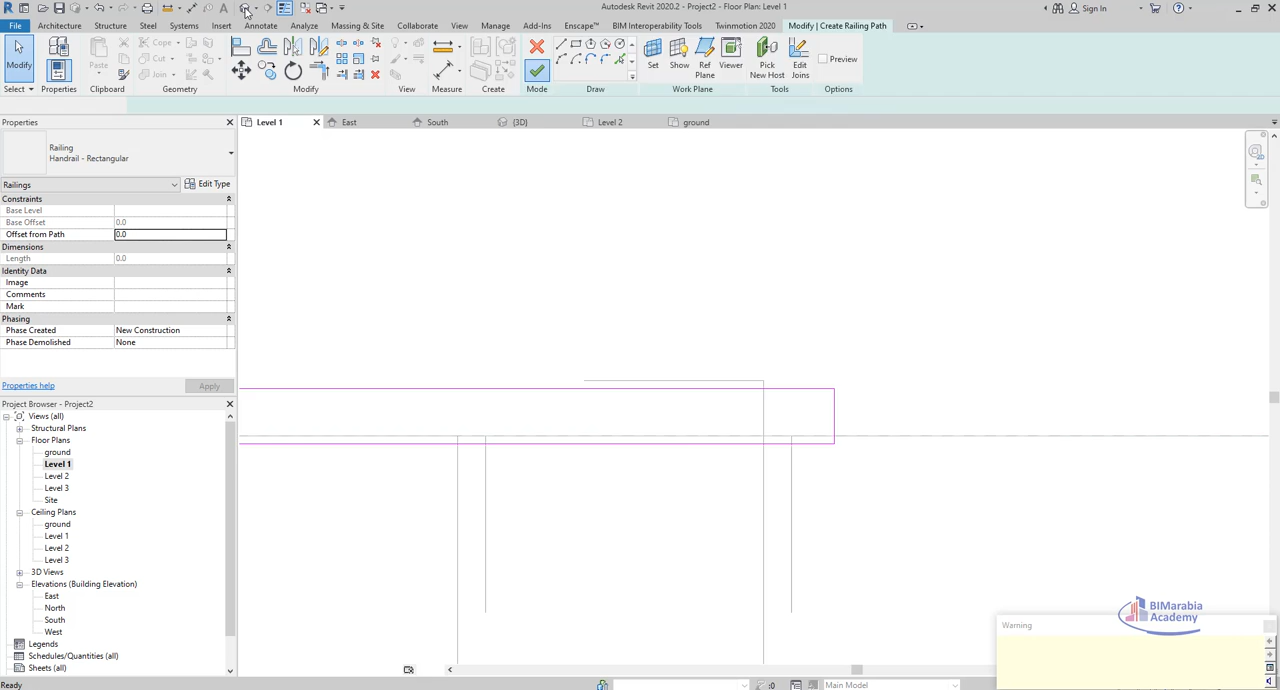 Autodesk Revit 2020.2 - Project2 - Floor Plan: Level 1
Sign In
File Architecture Structure Steel Systems Insert Annotate Analyze Massing & Site Collaborate View Manage Add-Ins Enscape™ BIM Interoperability Tools Twinmotion 2020 Modify | Create Railing Path
Modify Paste Cope Cut Join Set Show Ref Plane Viewer Pick New Host Edit Joins Preview
Select Properties Clipboard Geometry Modify View Measure Create Mode Draw Work Plane Tools Options
Properties
Level 1 East South {3D} Level 2 ground
Railing
Handrail - Rectangular
Railings Edit Type
Constraints
Base Level
Base Offset 0.0
Offset from Path 0.0
Dimensions
Length 0.0
Identity Data
Image
Comments
Mark
Phasing
Phase Created New Construction
Phase Demolished None
Properties help Apply
Project Browser - Project2
Views (all)
Structural Plans
Floor Plans
ground
Level 1
Level 2
Level 3
Site
Ceiling Plans
ground
Level 1
Level 2
Level 3
3D Views
Elevations (Building Elevation)
East
North
South
West
Legends
Schedules/Quantities (all)
Sheets (all)
BIMarabia
Academy
Warning
Ready
:0
Main Model